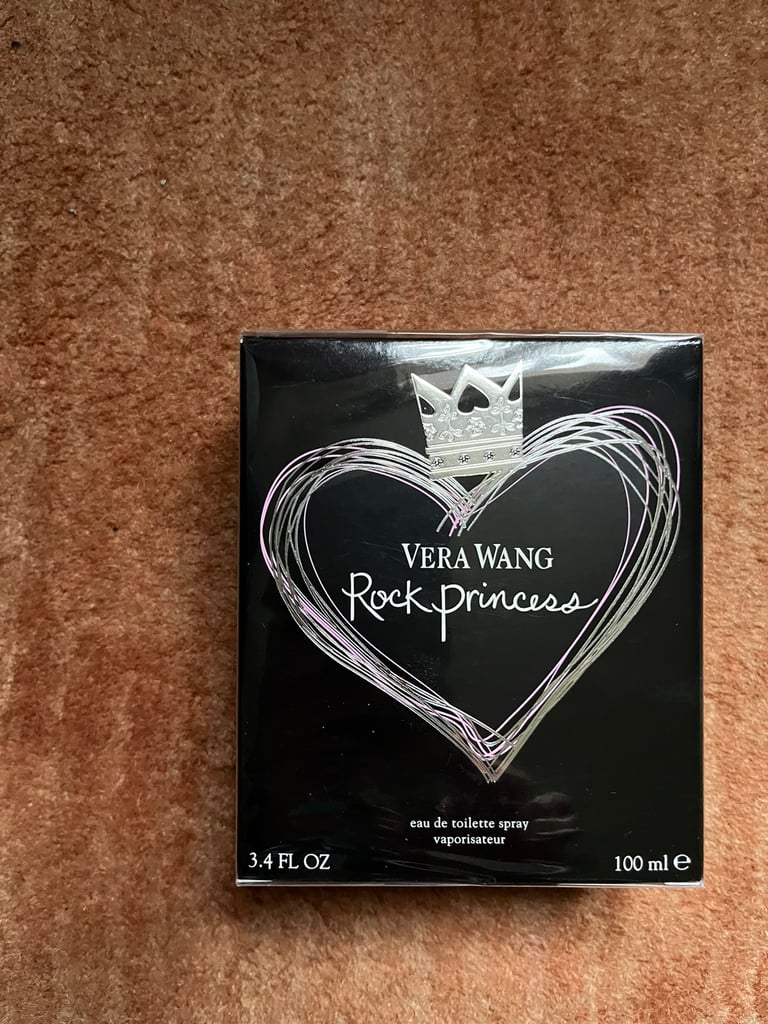 VERA WANG
Rock Princess
eau de toilette spray
vaporisateur
3.4 FL OZ 100 ml ℮